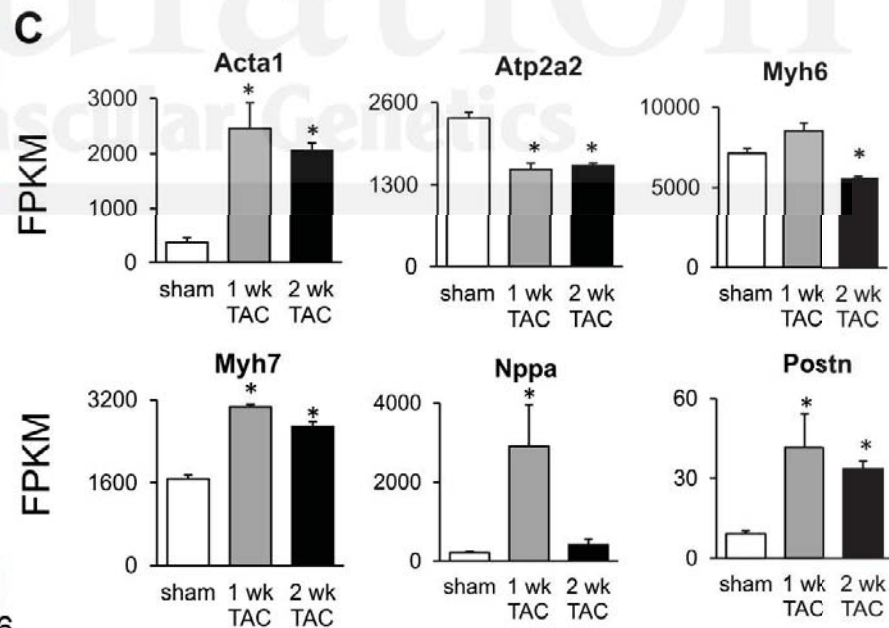 C
Acta1
Atp2a2
Myh6
FPKM
3000
2000
1000
0
*
*
sham
1 wk TAC
2 wk TAC
2600
1300
0
*
*
sham
1 wk TAC
2 wk TAC
10000
5000
0
*
sham
1 wk TAC
2 wk TAC
Myh7
Nppa
Postn
FPKM
3200
1600
0
*
*
sham
1 wk TAC
2 wk TAC
4000
2000
0
*
sham
1 wk TAC
2 wk TAC
60
30
0
*
*
sham
1 wk TAC
2 wk TAC